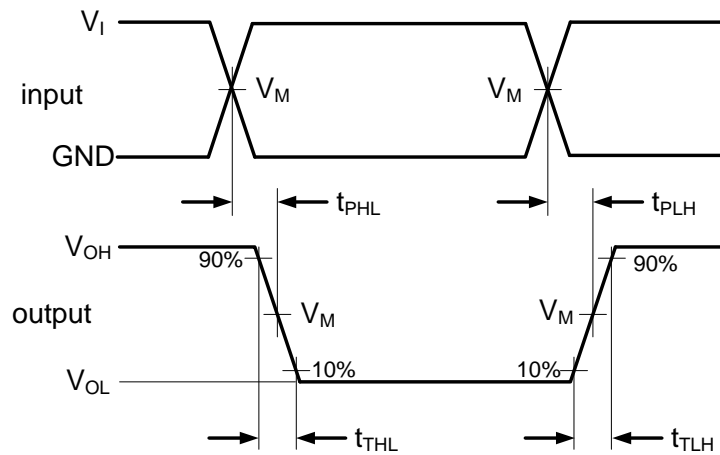 VI
input
VM
VM
GND
tPHL
tPLH
VOH
90%
90%
output
VM
VM
10%
10%
VOL
tTHL
tTLH